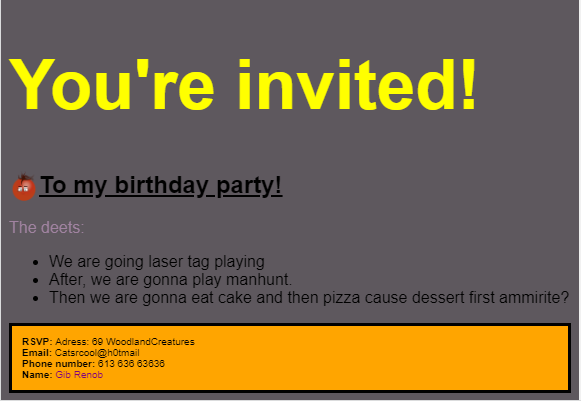 You're invited!
To my birthday party!
The deets:
We are going laser tag playing
After, we are gonna play manhunt.
Then we are gonna eat cake and then pizza cause dessert first ammirite?
RSVP: Adress: 69 WoodlandCreatures
Email: Catsrcool@h0tmail
Phone number: 613 636 63636
Name: Gib Renob